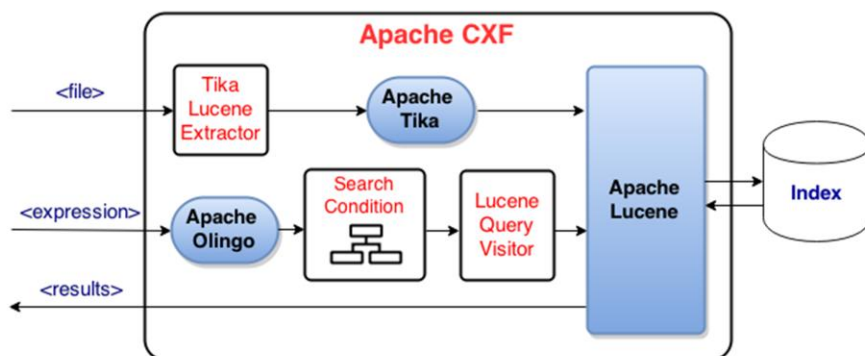 Apache CXF
<file>
Tika
Lucene
Extractor
Apache
Tika
<expression>
Apache
Olingo
Search
Condition
Lucene
Query
Visitor
Apache
Lucene
Index
<results>